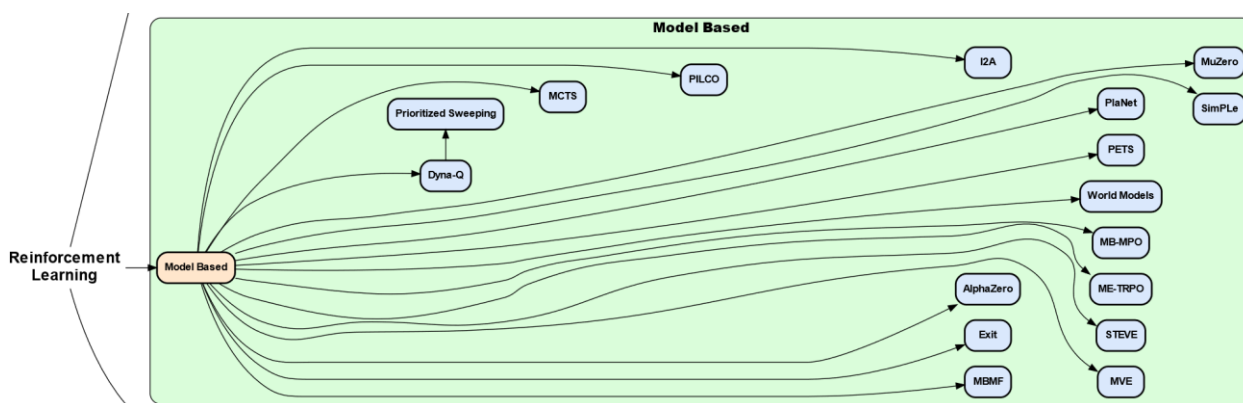 Model Based
I2A
MuZero
PILCO
MCTS
PlaNet
SimPLe
Prioritized Sweeping
PETS
Dyna-Q
World Models
MB-MPO
Reinforcement
Learning
Model Based
ME-TRPO
AlphaZero
STEVE
Exit
MBMF
MVE